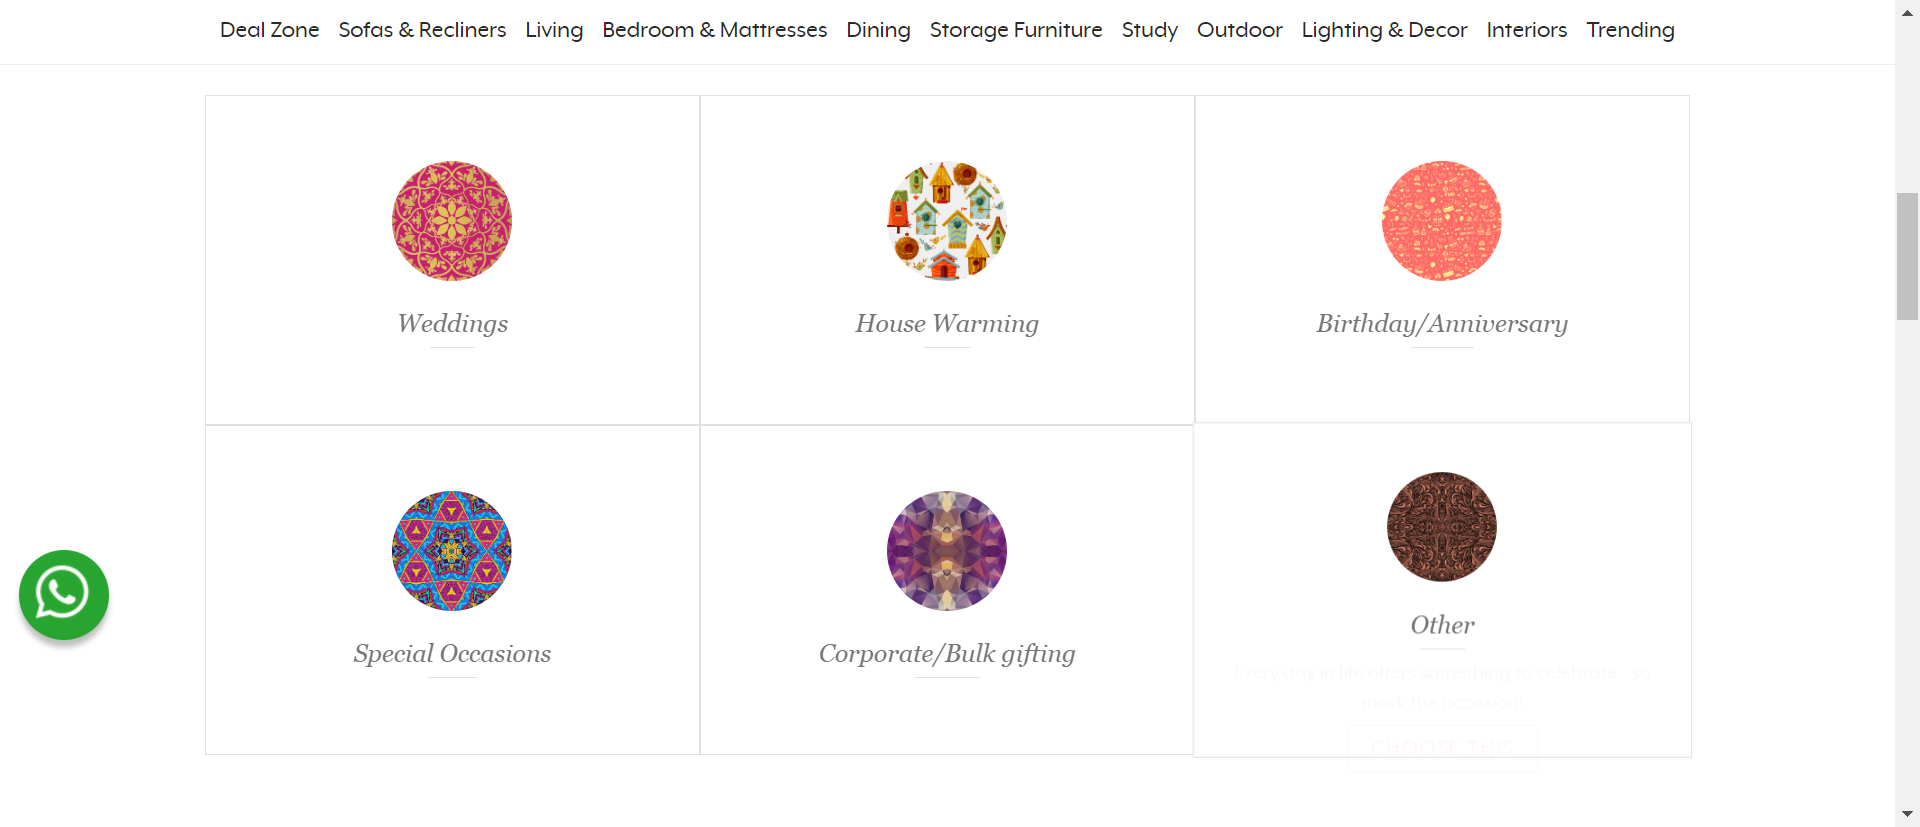 Deal Zone Sofas & Recliners Living Bedroom & Mattresses Dining Storage Furniture Study Outdoor Lighting & Decor Interiors Trending
Weddings House Warming Birthday/Anniversary
Special Occasions Corporate/Bulk gifting Other
Every day in life offers something to celebrate so
mark the occasion!
CHOOSE THIS